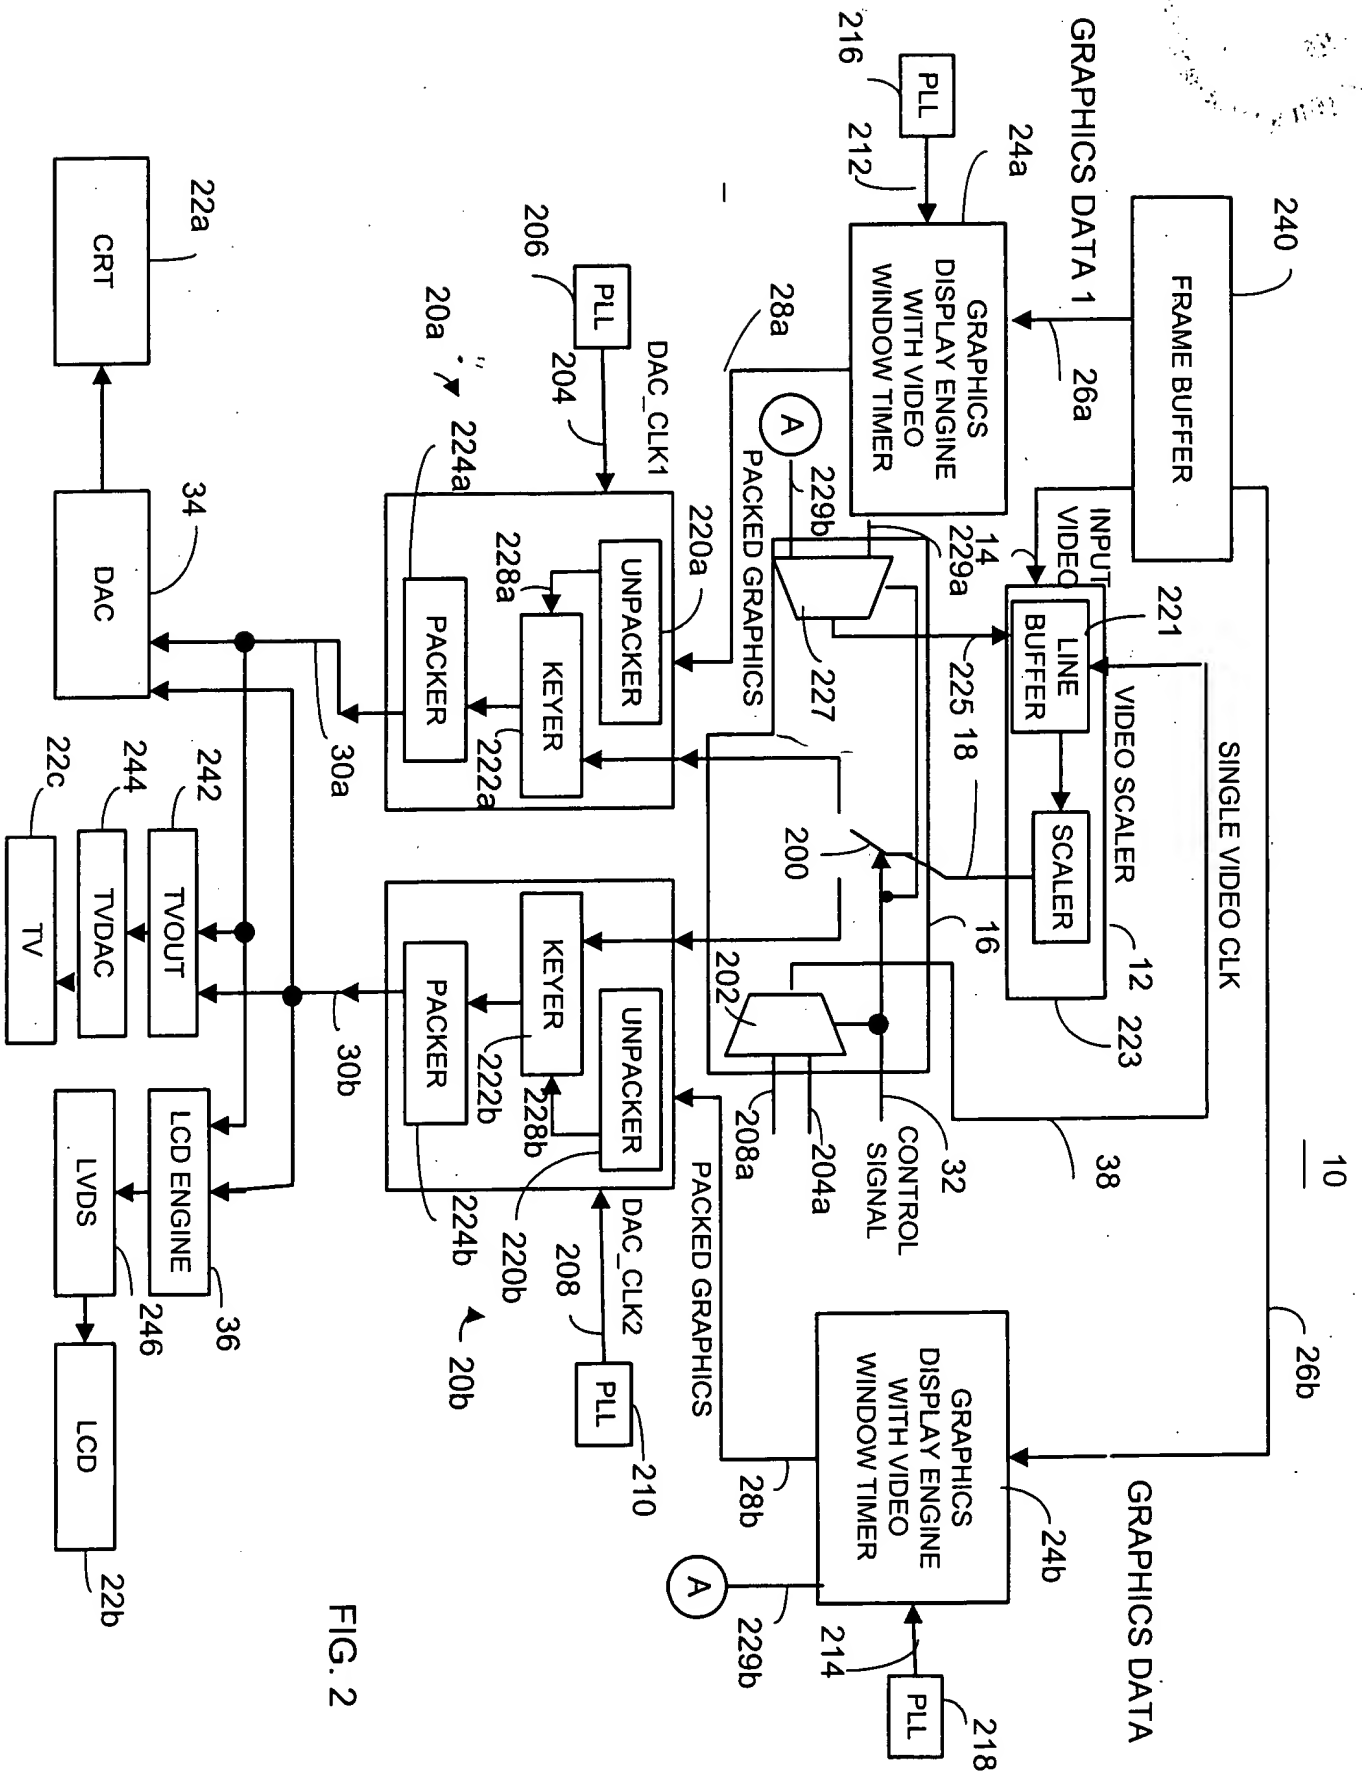 10
SINGLE VIDEO CLK
26b
240
FRAME BUFFER
GRAPHICS DATA 1
26a
GRAPHICS DATA
INPUT
VIDEO
14
221
VIDEO SCALER
12
223
38
LINE
BUFFER
SCALER
24a
GRAPHICS
DISPLAY ENGINE
WITH VIDEO
WINDOW TIMER
216
PLL
212
229a
225
18
16
32
CONTROL
SIGNAL
24b
GRAPHICS
DISPLAY ENGINE
WITH VIDEO
WINDOW TIMER
214
PLL
218
A
229b
227
200
202
204a
208a
28a
PACKED GRAPHICS
28b
PACKED GRAPHICS
A
229b
206
PLL
204
DAC_CLK1
220a
UNPACKER
228a
KEYER
222a
PACKER
224a
20a
UNPACKER
KEYER
222b
228b
220b
PACKER
224b
DAC_CLK2
208
PLL
210
20b
30a
30b
34
DAC
22a
CRT
242
TVOUT
244
TVDAC
22c
TV
LCD ENGINE
36
LVDS
246
LCD
22b
FIG. 2